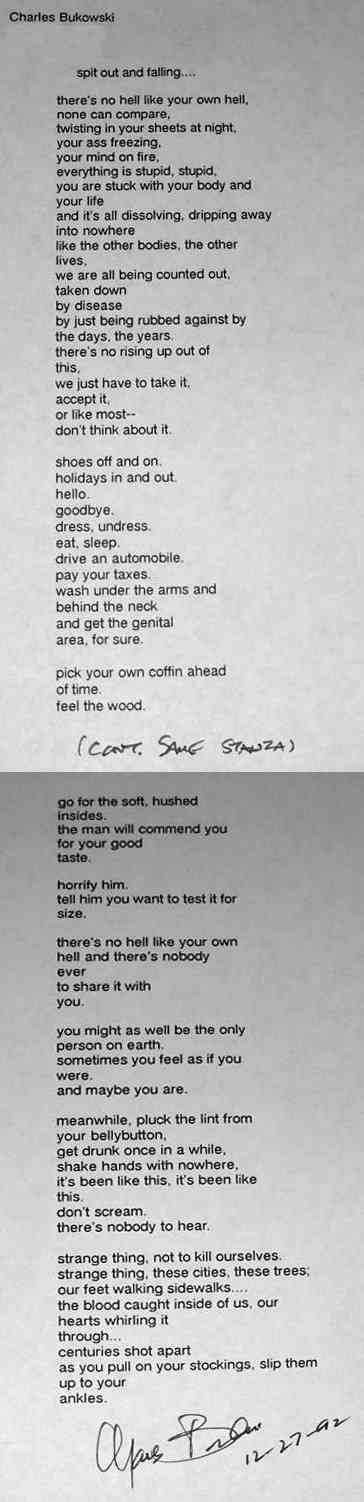 Charles Bukowski
spit out and falling....
there's no hell like your own hell,
none can compare,
twisting in your sheets at night,
your ass freezing,
your mind on fire,
everything is stupid, stupid,
you are stuck with your body and
your life
and it's all dissolving, dripping away
into nowhere
like the other bodies, the other
lives,
we are all being counted out,
taken down
by disease
by just being rubbed against by
the days, the years.
there's no rising up out of
this,
we just have to take it,
accept it,
or like most--
don't think about it.
shoes off and on.
holidays in and out.
hello.
goodbye.
dress, undress.
eat, sleep.
drive an automobile.
pay your taxes.
wash under the arms and
behind the neck
and get the genital
area, for sure.
pick your own coffin ahead
of time.
feel the wood.
(CONT. SAME STANZA)
go for the soft, hushed
insides.
the man will commend you
for your good
taste.
horrify him.
tell him you want to test it for
size.
there's no hell like your own
hell and there's nobody
ever
to share it with
you.
you might as well be the only
person on earth.
sometimes you feel as if you
were.
and maybe you are.
meanwhile, pluck the lint from
your bellybutton,
get drunk once in a while,
shake hands with nowhere,
it's been like this, it's been like
this.
don't scream.
there's nobody to hear.
strange thing, not to kill ourselves.
strange thing, these cities, these trees;
our feet walking sidewalks....
the blood caught inside of us, our
hearts whirling it
through...
centuries shot apart
as you pull on your stockings, slip them
up to your
ankles.
12-27-92